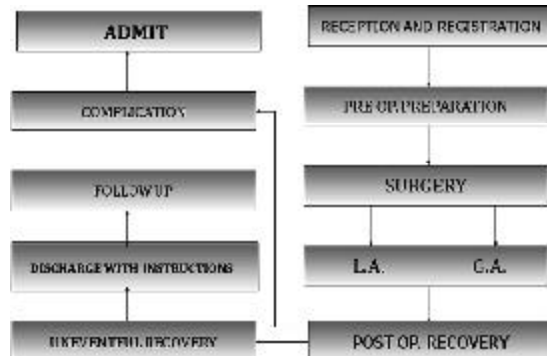 ADMIT
COMPLICATION
FOLLOW UP
DISCHARGE WITH INSTRUCTIONS
UNEVENTFUL RECOVERY
RECEPTION AND REGISTRATION
PRE OP. PREPARATION
SURGERY
L.A. G.A.
POST OP. RECOVERY